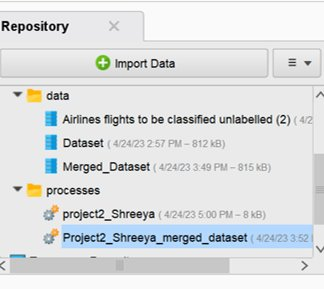 Repository
Import Data
data
Airlines flights to be classified unlabelled (2) ( 4/2
Dataset ( 4/24/23 2:57 PM – 812 kB)
Merged_Dataset ( 4/24/23 3:49 PM – 815 kB)
processes
project2_Shreeya ( 4/24/23 5:00 PM – 8 kB)
Project2_Shreeya_merged_dataset ( 4/24/23 3:52